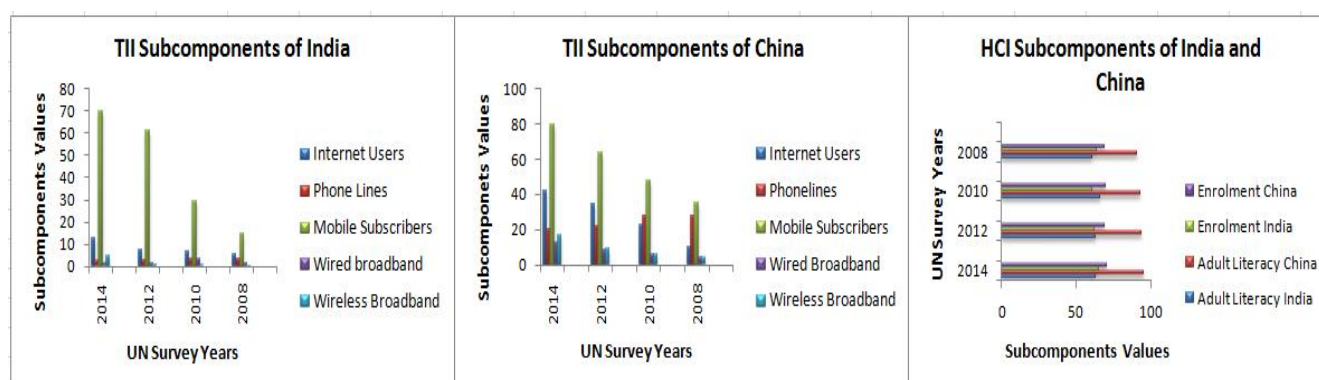 TII Subcomponents of India
Subcomponents Values
80
70
60
50
40
30
20
10
0
2014
2012
2010
2008
UN Survey Years
Internet Users
Phone Lines
Mobile Subscribers
Wired broadband
Wireless Broadband
TII Subcomponents of China
Subcomponets Values
100
80
60
40
20
0
2014
2012
2010
2008
UN Survey Years
Internet Users
Phonelines
Mobile Subscribers
Wired Broadband
Wireless Broadband
HCI Subcomponents of India and
China
UNSurvey Years
2008
2010
2012
2014
0
50
100
Subcomponents Values
Enrolment China
Enrolment India
Adult Literacy China
Adult Literacy India